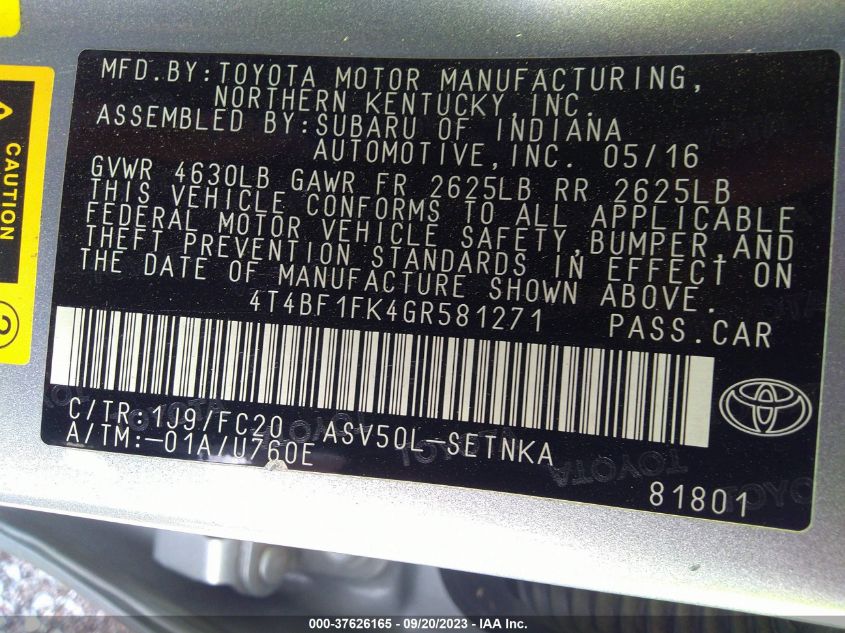 CAUTION
MFD.BY:TOYOTA MOTOR MANUFACTURING,
NORTHERN KENTUCKY, INC.
ASSEMBLED BY:SUBARU OF INDIANA
AUTOMOTIVE,INC. 05/16
GVWR 4630LB GAWR FR 2625LB RR 2625LB
THIS VEHICLE CONFORMS TO ALL APPLICABLE
FEDERAL MOTOR VEHICLE SAFETY,BUMPER,AND
THEFT PREVENTION STANDARDS IN EFFECT ON
THE DATE OF MANUFACTURE SHOWN ABOVE.
4T4BF1FK4GR581271 PASS.CAR
C/TR:1J9/FC20 ASV50L-SETNKA
A/TM:-01A/U760E
TOYOTA
81801
000-37626165 - 09/20/2023 - IAA Inc.